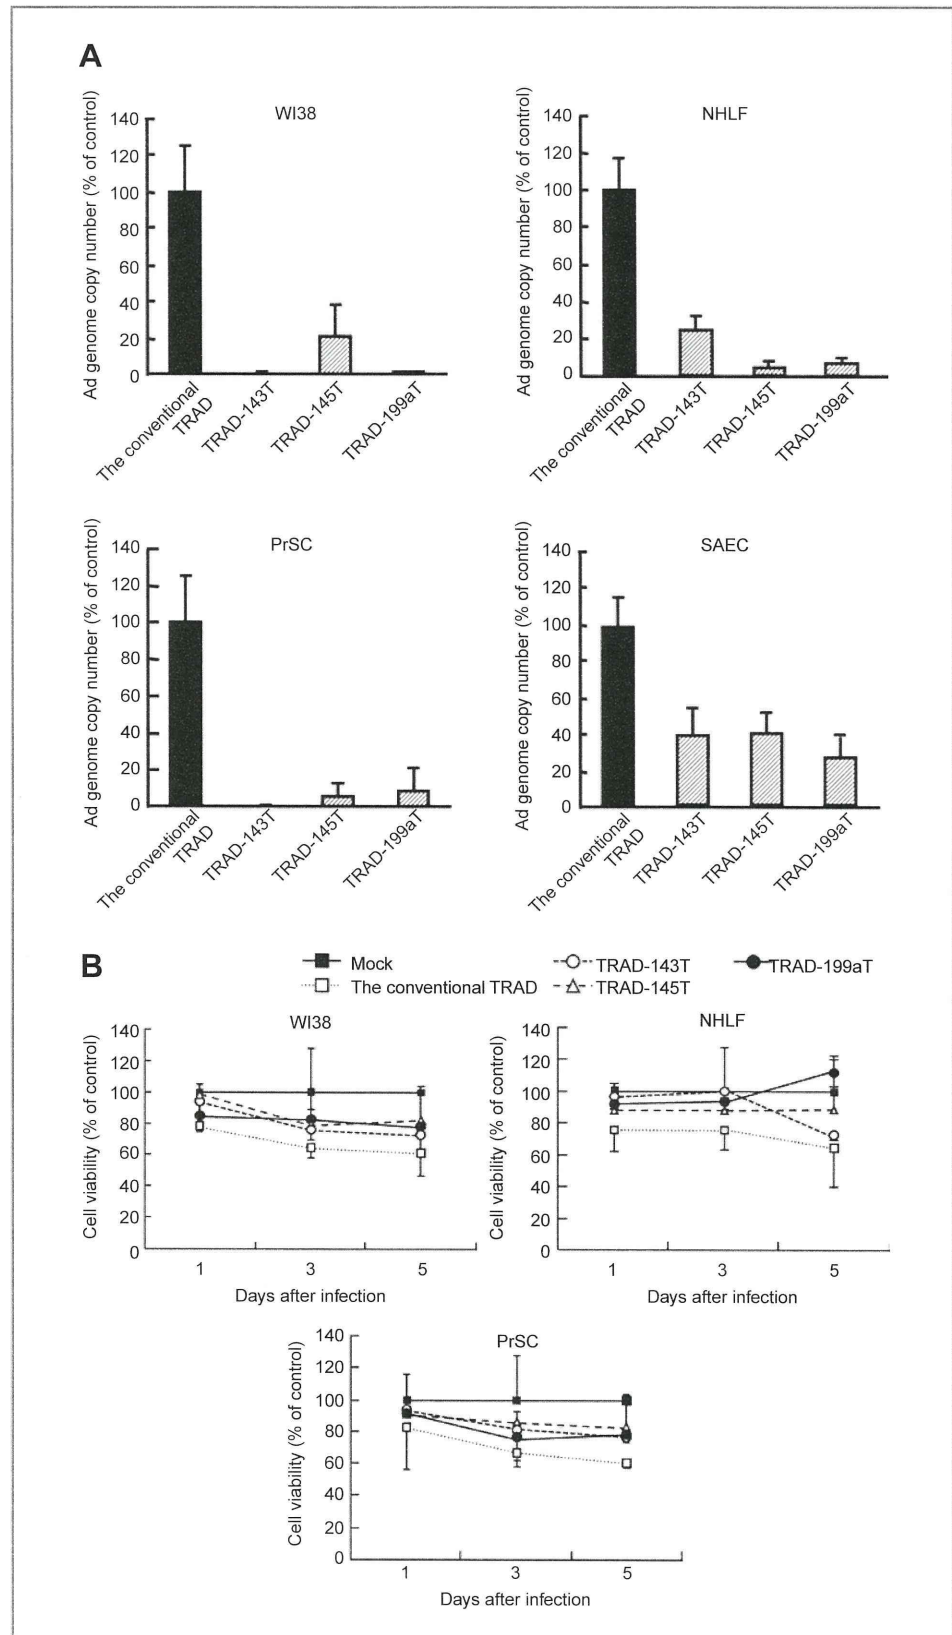 A
WI38
Ad genome copy number (% of control)
140
120
100
80
60
40
20
0
The conventional
TRAD
TRAD-143T
TRAD-145T
TRAD-199aT
NHLF
Ad genome copy number (% of control)
140
120
100
80
60
40
20
0
The conventional
TRAD
TRAD-143T
TRAD-145T
TRAD-199aT
PrSC
Ad genome copy number (% of control)
140
120
100
80
60
40
20
0
The conventional
TRAD
TRAD-143T
TRAD-145T
TRAD-199aT
SAEC
Ad genome copy number (% of control)
140
120
100
80
60
40
20
0
The conventional
TRAD
TRAD-143T
TRAD-145T
TRAD-199aT
B
Mock
The conventional TRAD
TRAD-143T
TRAD-145T
TRAD-199aT
WI38
Cell viability (% of control)
140
120
100
80
60
40
20
0
1 3 5
Days after infection
NHLF
Cell viability (% of control)
140
120
100
80
60
40
20
0
1 3 5
Days after infection
PrSC
Cell viability (% of control)
140
120
100
80
60
40
20
0
1 3 5
Days after infection